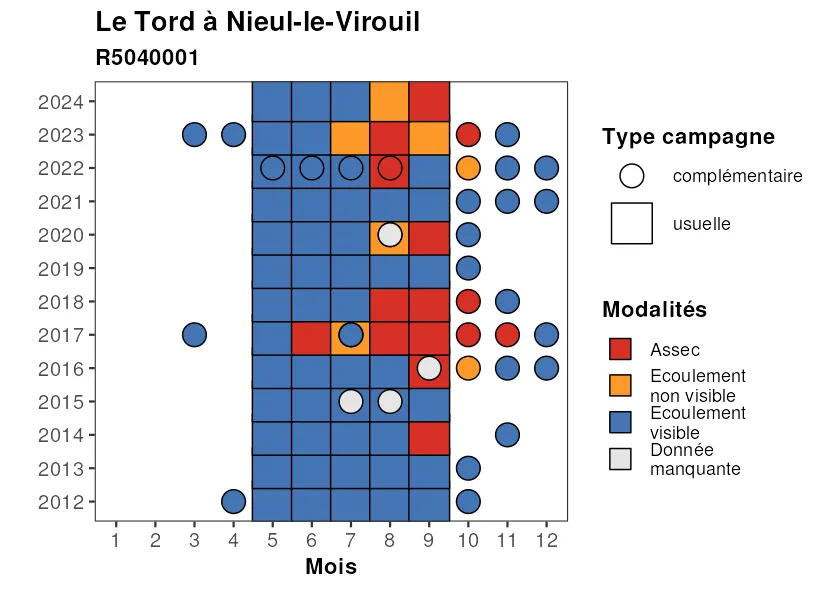 Le Tord à Nieul-le-Virouil
R5040001
2024
2023
2022
2021
2020
2019
2018
2017
2016
2015
2014
2013
2012
1 2 3 4 5 6 7 8 9 10 11 12
Mois
Type campagne
complémentaire
usuelle
Modalités
Assec
Ecoulement
non visible
Ecoulement
visible
Donnée
manquante